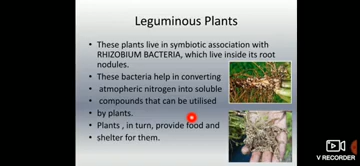 Leguminous Plants
• These plants live in symbiotic association with
RHIZOBIUM BACTERIA, which live inside its root
nodules.
• These bacteria help in converting
• atmopheric nitrogen into soluble
• compounds that can be utilised
• by plants.
• Plants , in turn, provide food and
• shelter for them.
V RECORDER